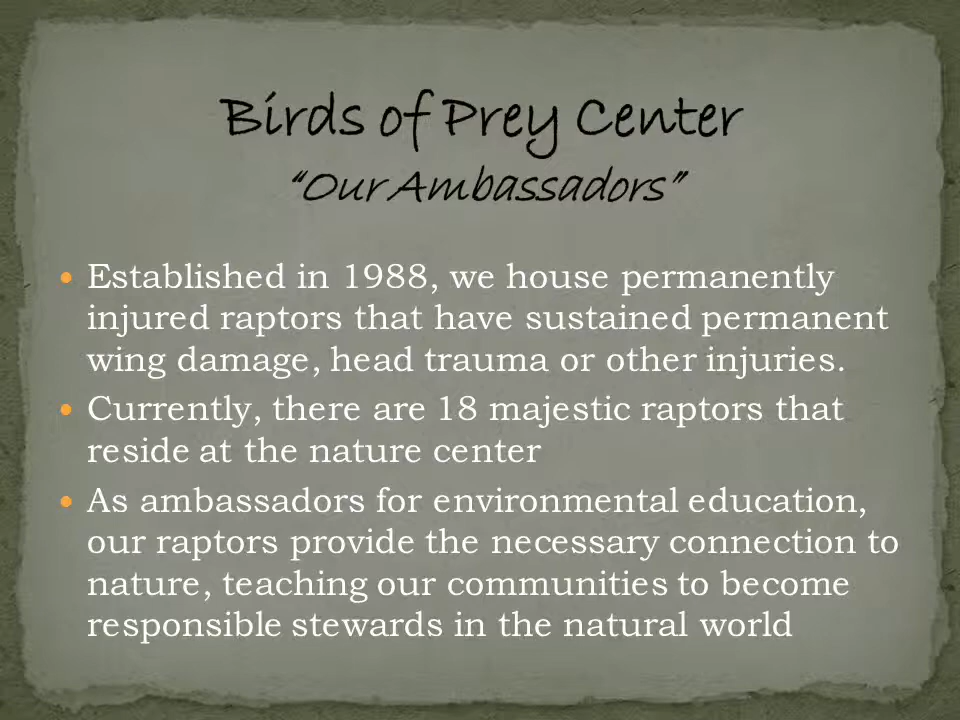 Birds of Prey Center
“Our Ambassadors”
• Established in 1988, we house permanently
injured raptors that have sustained permanent
wing damage, head trauma or other injuries.
• Currently, there are 18 majestic raptors that
reside at the nature center
• As ambassadors for environmental education,
our raptors provide the necessary connection to
nature, teaching our communities to become
responsible stewards in the natural world